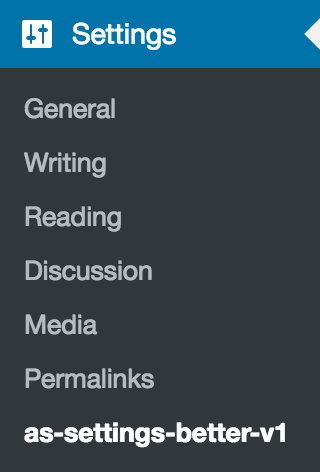 Settings
General
Writing
Reading
Discussion
Media
Permalinks
as-settings-better-v1